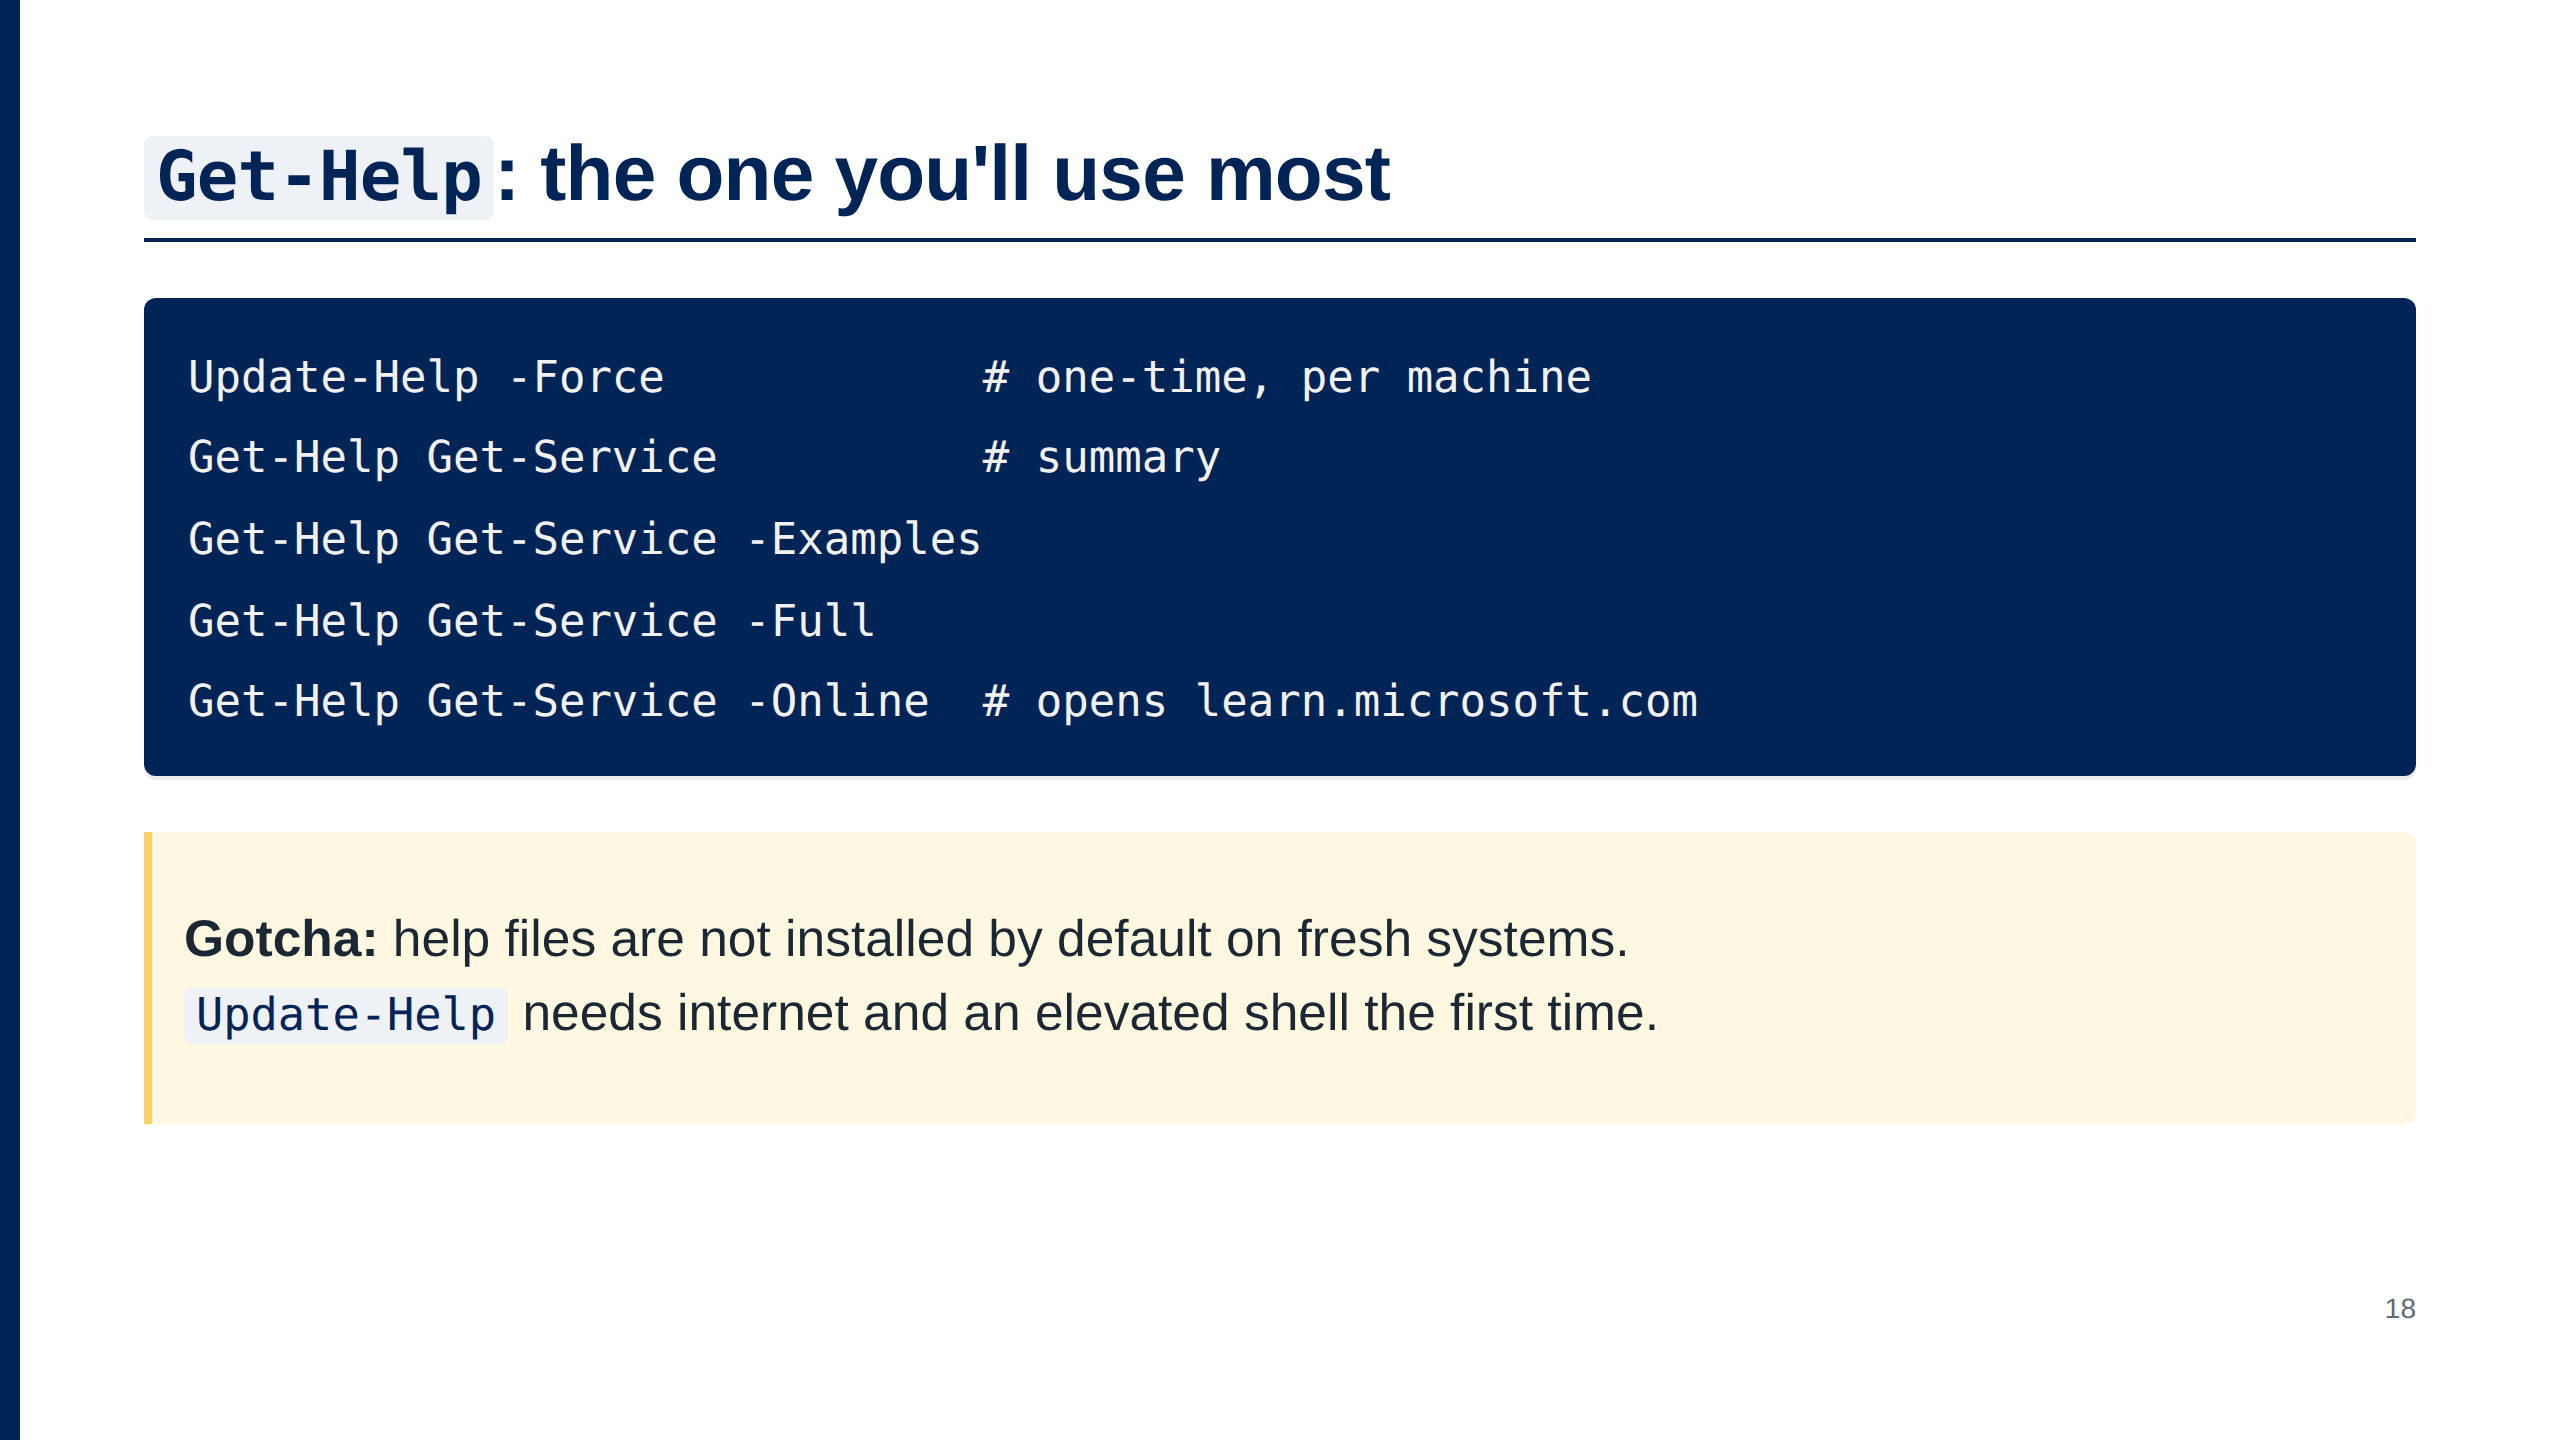 Get-Help: the one you'll use most
Update-Help -Force            # one-time, per machine
Get-Help Get-Service          # summary
Get-Help Get-Service -Examples
Get-Help Get-Service -Full
Get-Help Get-Service -Online  # opens learn.microsoft.com
Gotcha: help files are not installed by default on fresh systems.
Update-Help needs internet and an elevated shell the first time.
18